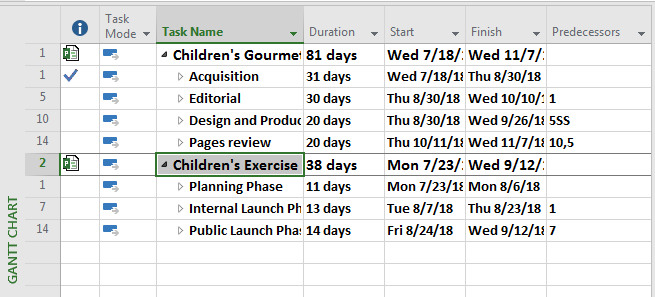 Task Mode Task Name Duration Start Finish Predecessors
1 Children's Gourmet 81 days Wed 7/18/ Wed 11/7/
1 Acquisition 31 days Wed 7/18/18 Thu 8/30/18
5 Editorial 30 days Thu 8/30/18 Wed 10/10/ 1
10 Design and Produc 20 days Thu 8/30/18 Wed 9/26/18 5SS
14 Pages review 20 days Thu 10/11/18 Wed 11/7/18 10,5
2 Children's Exercise 38 days Mon 7/23/ Wed 9/12/
1 Planning Phase 11 days Mon 7/23/18 Mon 8/6/18
7 Internal Launch Ph 13 days Tue 8/7/18 Thu 8/23/18 1
14 Public Launch Phas 14 days Fri 8/24/18 Wed 9/12/18 7
GANTT CHART